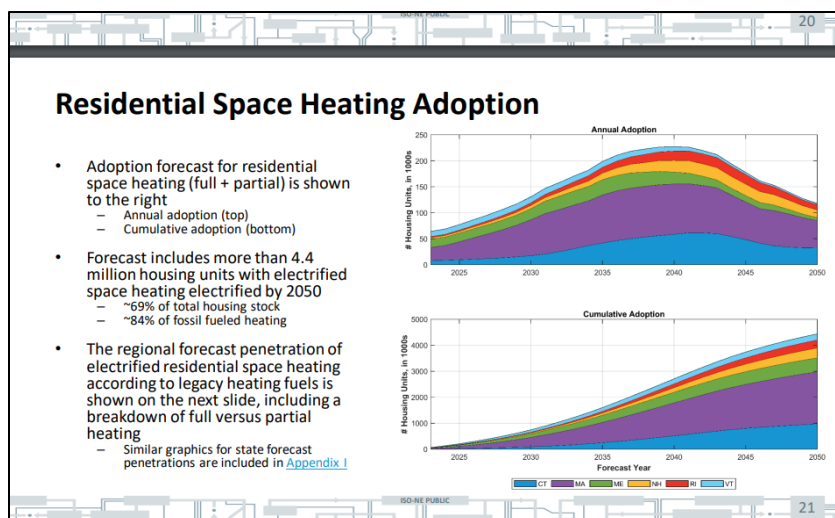 ISO-NE PUBLIC
20
Residential Space Heating Adoption
• Adoption forecast for residential
space heating (full + partial) is shown
to the right
– Annual adoption (top)
– Cumulative adoption (bottom)
• Forecast includes more than 4.4
million housing units with electrified
space heating electrified by 2050
– ~69% of total housing stock
– ~84% of fossil fueled heating
• The regional forecast penetration of
electrified residential space heating
according to legacy heating fuels is
shown on the next slide, including a
breakdown of full versus partial
heating
– Similar graphics for state forecast
penetrations are included in Appendix I
Annual Adoption
# Housing Units, in 1000s
250
200
150
100
50
0
2025 2030 2035 2040 2045 2050
Cumulative Adoption
# Housing Units, in 1000s
5000
4000
3000
2000
1000
0
2025 2030 2035 2040 2045 2050
Forecast Year
CT MA ME NH RI VT
ISO-NE PUBLIC
21